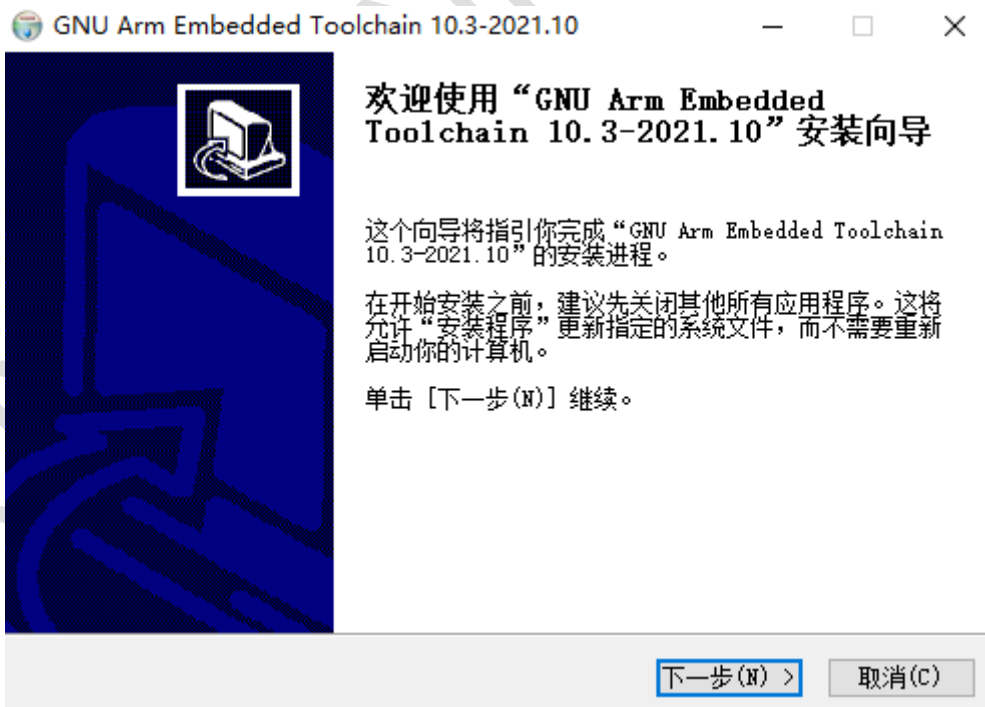 GNU Arm Embedded Toolchain 10.3-2021.10
欢迎使用“GNU Arm Embedded
Toolchain 10.3-2021.10”安装向导
这个向导将指引你完成“GNU Arm Embedded Toolchain
10.3-2021.10”的安装进程。
在开始安装之前，建议先关闭其他所有应用程序。这将
允许“安装程序”更新指定的系统文件，而不需要重新
启动你的计算机。
单击 [下一步(N)] 继续。
下一步(N) >
取消(C)